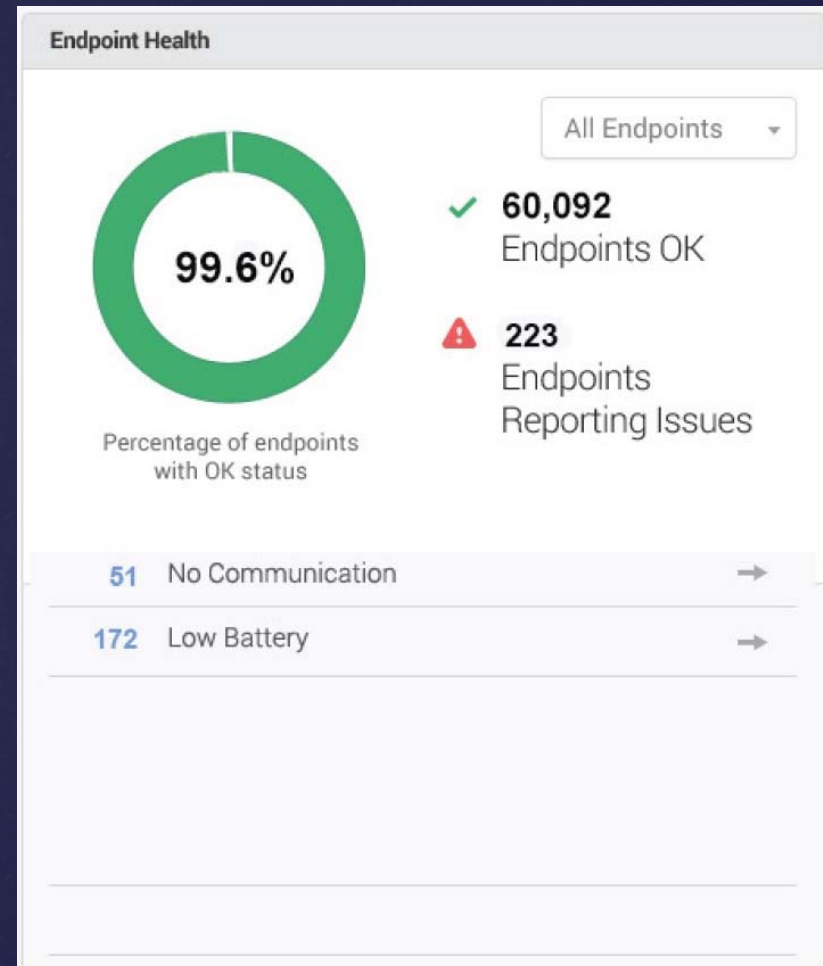 Endpoint Health
All Endpoints
99.6%
60,092
Endpoints OK
223
Endpoints
Reporting Issues
Percentage of endpoints
with OK status
51 No Communication
172 Low Battery